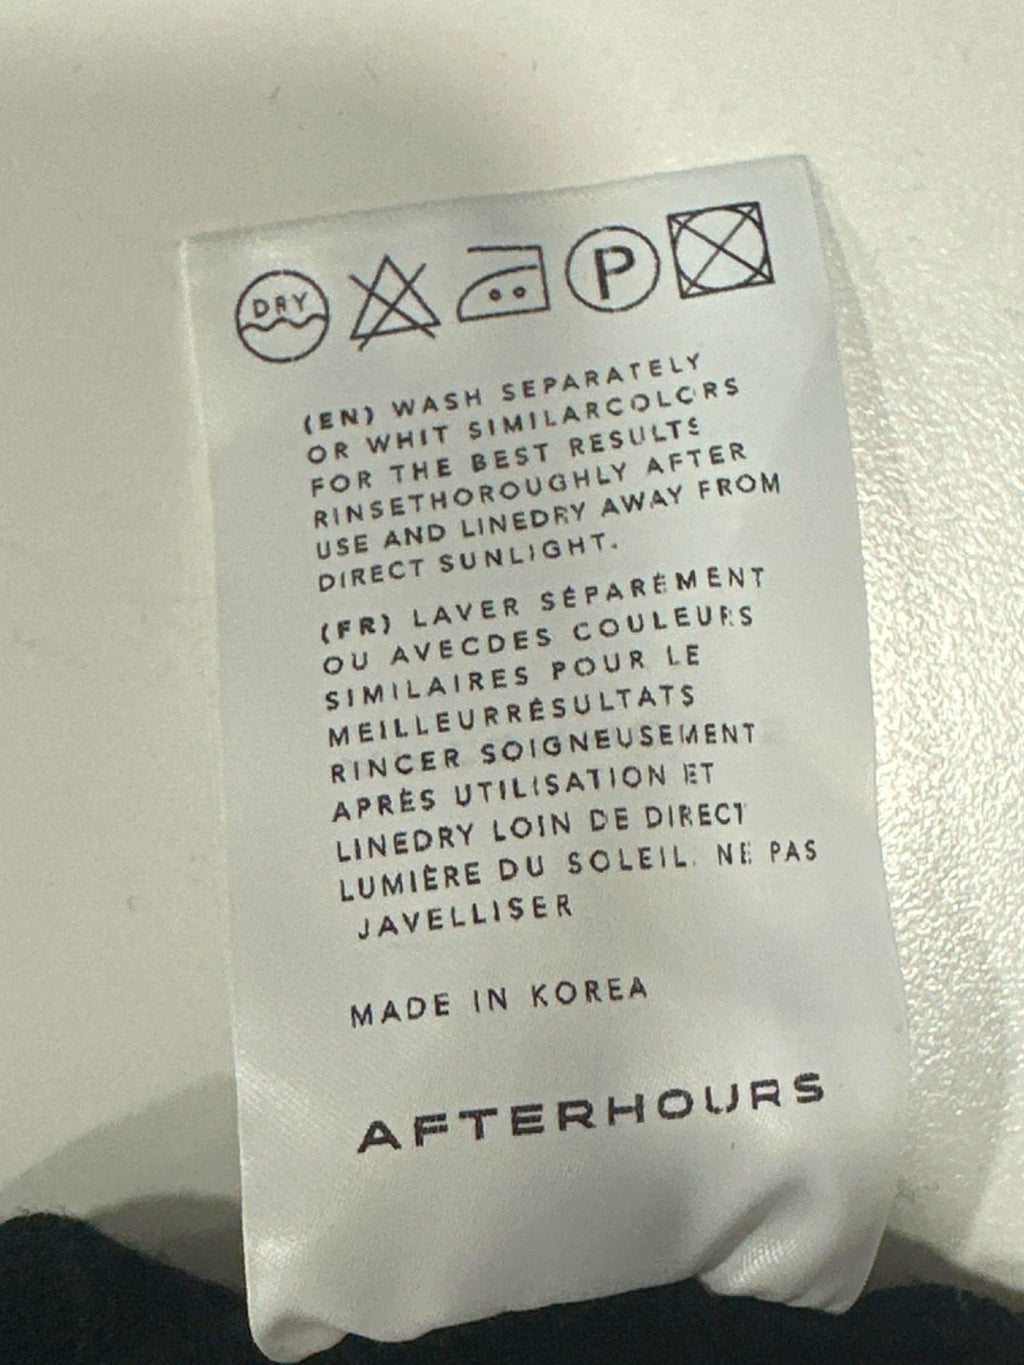 DRY
P
(EN) WASH SEPARATELY
OR WHIT SIMILARCOLORS
FOR THE BEST RESULTS
RINSETHOROUGHLY AFTER
USE AND LINEDRY AWAY FROM
DIRECT SUNLIGHT.
(FR) LAVER SÉPARÉMENT
OU AVECDES COULEURS
SIMILAIRES POUR LE
MEILLEURRÉSULTATS
RINCER SOIGNEUSEMENT
APRÈS UTILISATION ET
LINEDRY LOIN DE DIRECT
LUMIÈRE DU SOLEIL. NE PAS
JAVELLISER
MADE IN KOREA
AFTERHOURS